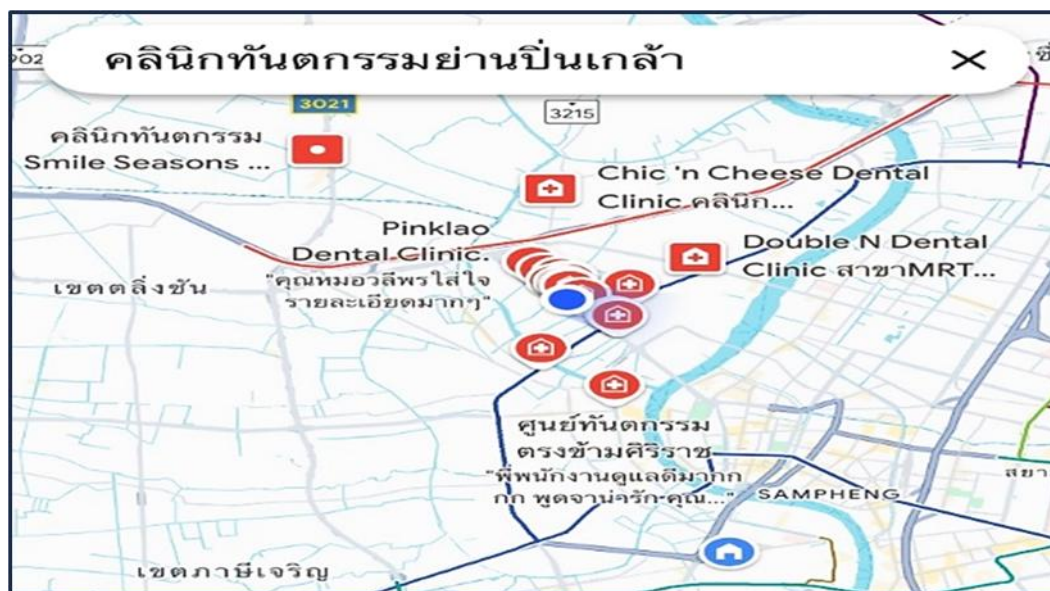 คลินิกทันตกรรมย่านปิ่นเกล้า
3021
3215
คลินิกทันตกรรม
Smile Seasons ...
Chic 'n Cheese Dental
Clinic คลินิก...
Pinklao
Dental Clinic.
"คุณหมอวลีพรใส่ใจ
รายละเอียดมากๆ"
Double N Dental
Clinic สาขาMRT...
เขตตลิ่งชัน
ศูนย์ทันตกรรม
ตรงข้ามศิริราช
"พี่พนักงานดูแลดีมากก
กก พูดจาน่ารัก คุณ..."
SAMPHENG
เขตภาษีเจริญ